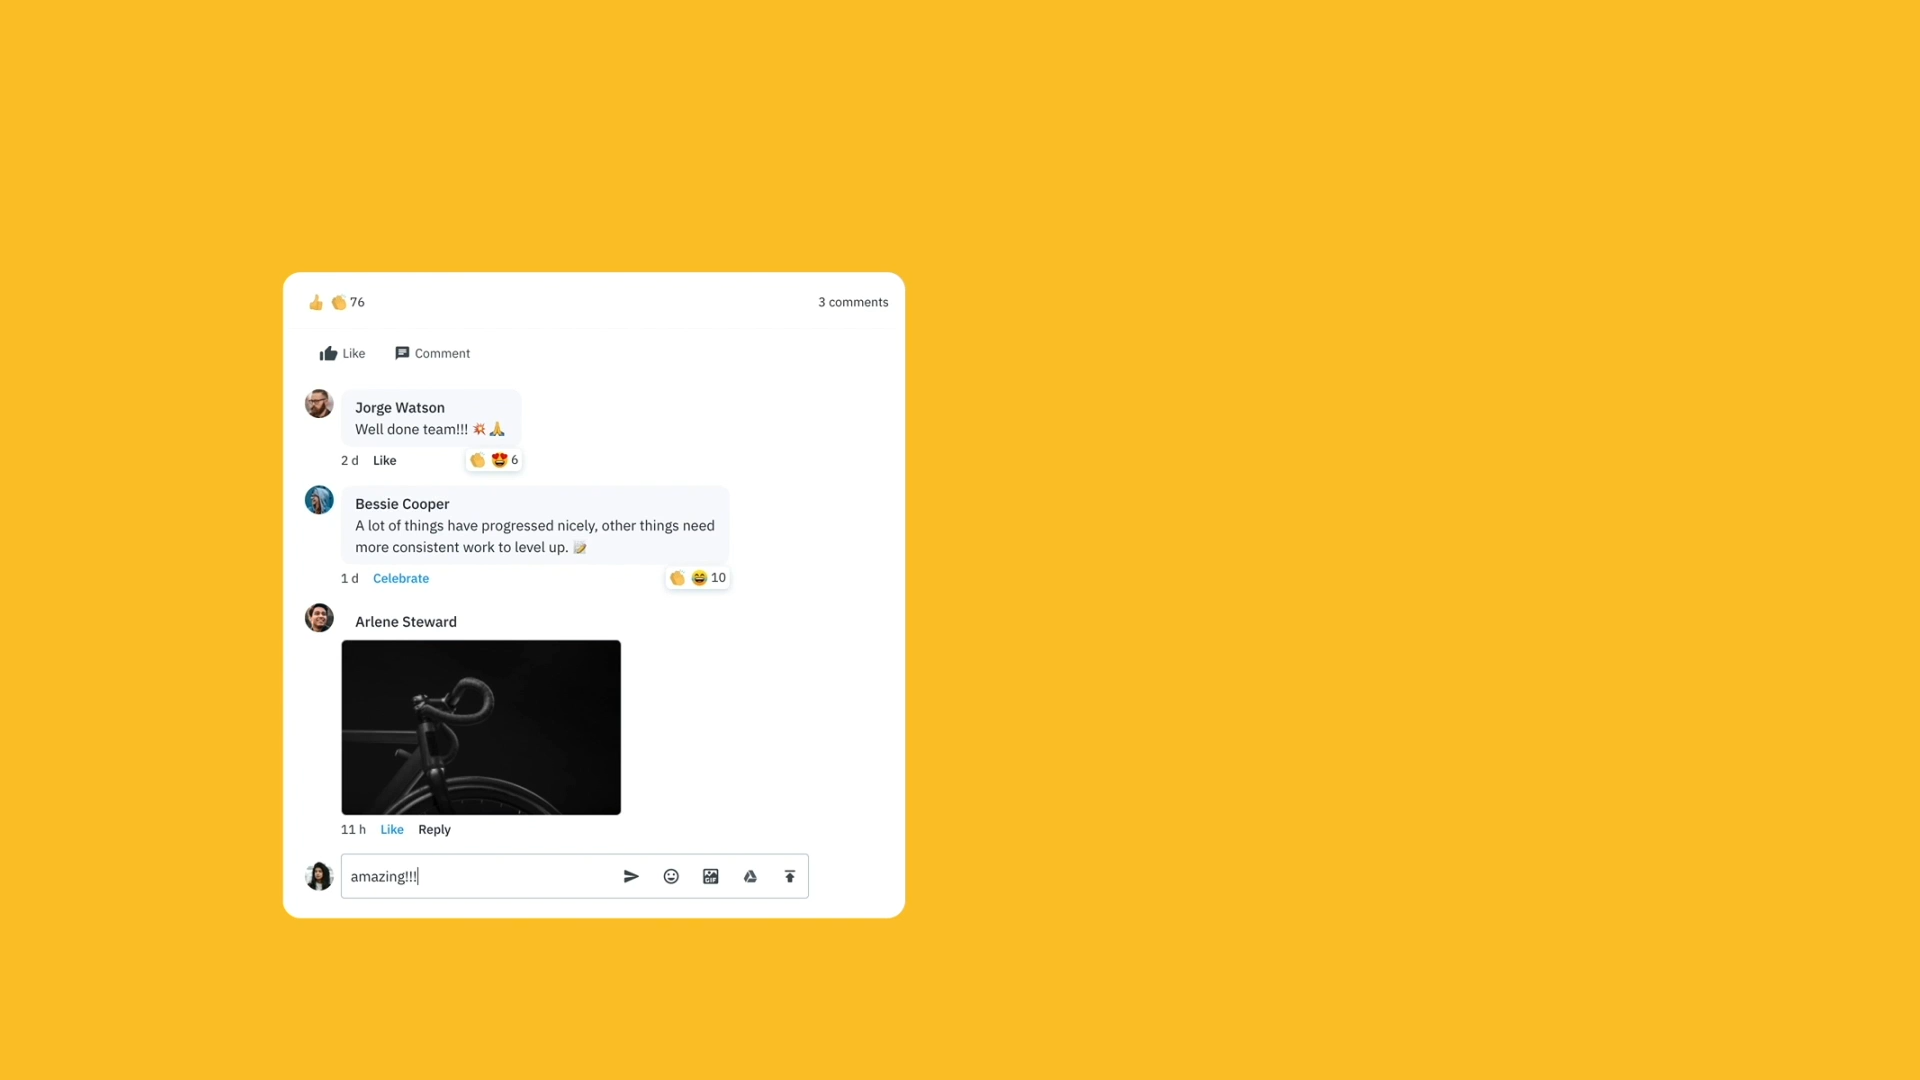 👍 👏 76
3 comments
Like
Comment
Jorge Watson
Well done team!!! 💥🙏
2 d Like 👏 😍 6
Bessie Cooper
A lot of things have progressed nicely, other things need
more consistent work to level up. 📝
1 d Celebrate 👏 😄 10
Arlene Steward
11 h Like Reply
amazing!!!
GIF